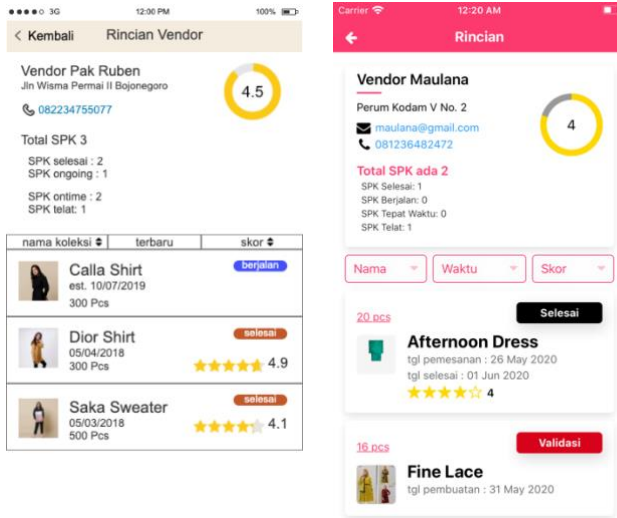 3G 12:00 PM 100%
< Kembali Rincian Vendor
Vendor Pak Ruben
Jln Wisma Permai II Bojonegoro
082234755077
4.5
Total SPK 3
SPK selesai : 2
SPK ongoing : 1
SPK ontime : 2
SPK telat: 1
nama koleksi terbaru skor
Calla Shirt
berjalan
est. 10/07/2019
300 Pcs
Dior Shirt
selesai
05/04/2018
300 Pcs
4.9
Saka Sweater
selesai
05/03/2018
500 Pcs
4.1
Carrier 12:20 AM
Rincian
Vendor Maulana
Perum Kodam V No. 2
maulana@gmail.com
081236482472
4
Total SPK ada 2
SPK Selesai: 1
SPK Berjalan: 0
SPK Tepat Waktu: 0
SPK Telat: 1
Nama Waktu Skor
20 pcs
Selesai
Afternoon Dress
tgl pemesanan : 26 May 2020
tgl selesai : 01 Jun 2020
4
16 pcs
Validasi
Fine Lace
tgl pembuatan : 31 May 2020